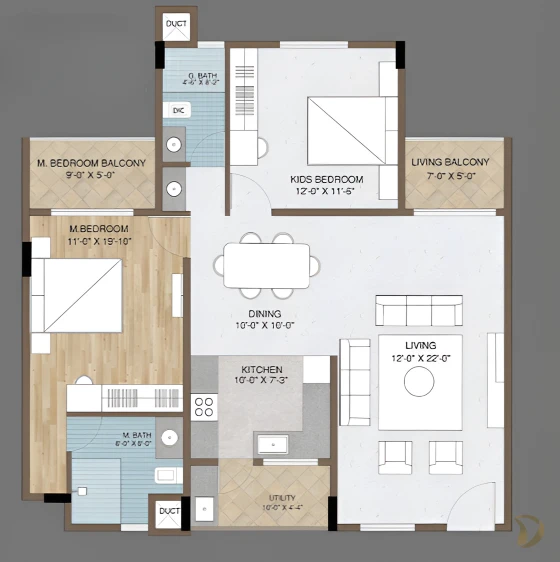 DUCT
G. BATH
4'-6" X 8'-2"
M. BEDROOM BALCONY
9'-0" X 5'-0"
KIDS BEDROOM
12'-0" X 11'-6"
LIVING BALCONY
7'-0" X 5'-0"
M.BEDROOM
11'-0" X 19'-10"
DINING
10'-0" X 10'-0"
KITCHEN
10'-0" X 7'-3"
LIVING
12'-0" X 22'-0"
M. BATH
8'-0" X 6'-0"
UTILITY
10'-0" X 4'-4"
DUCT